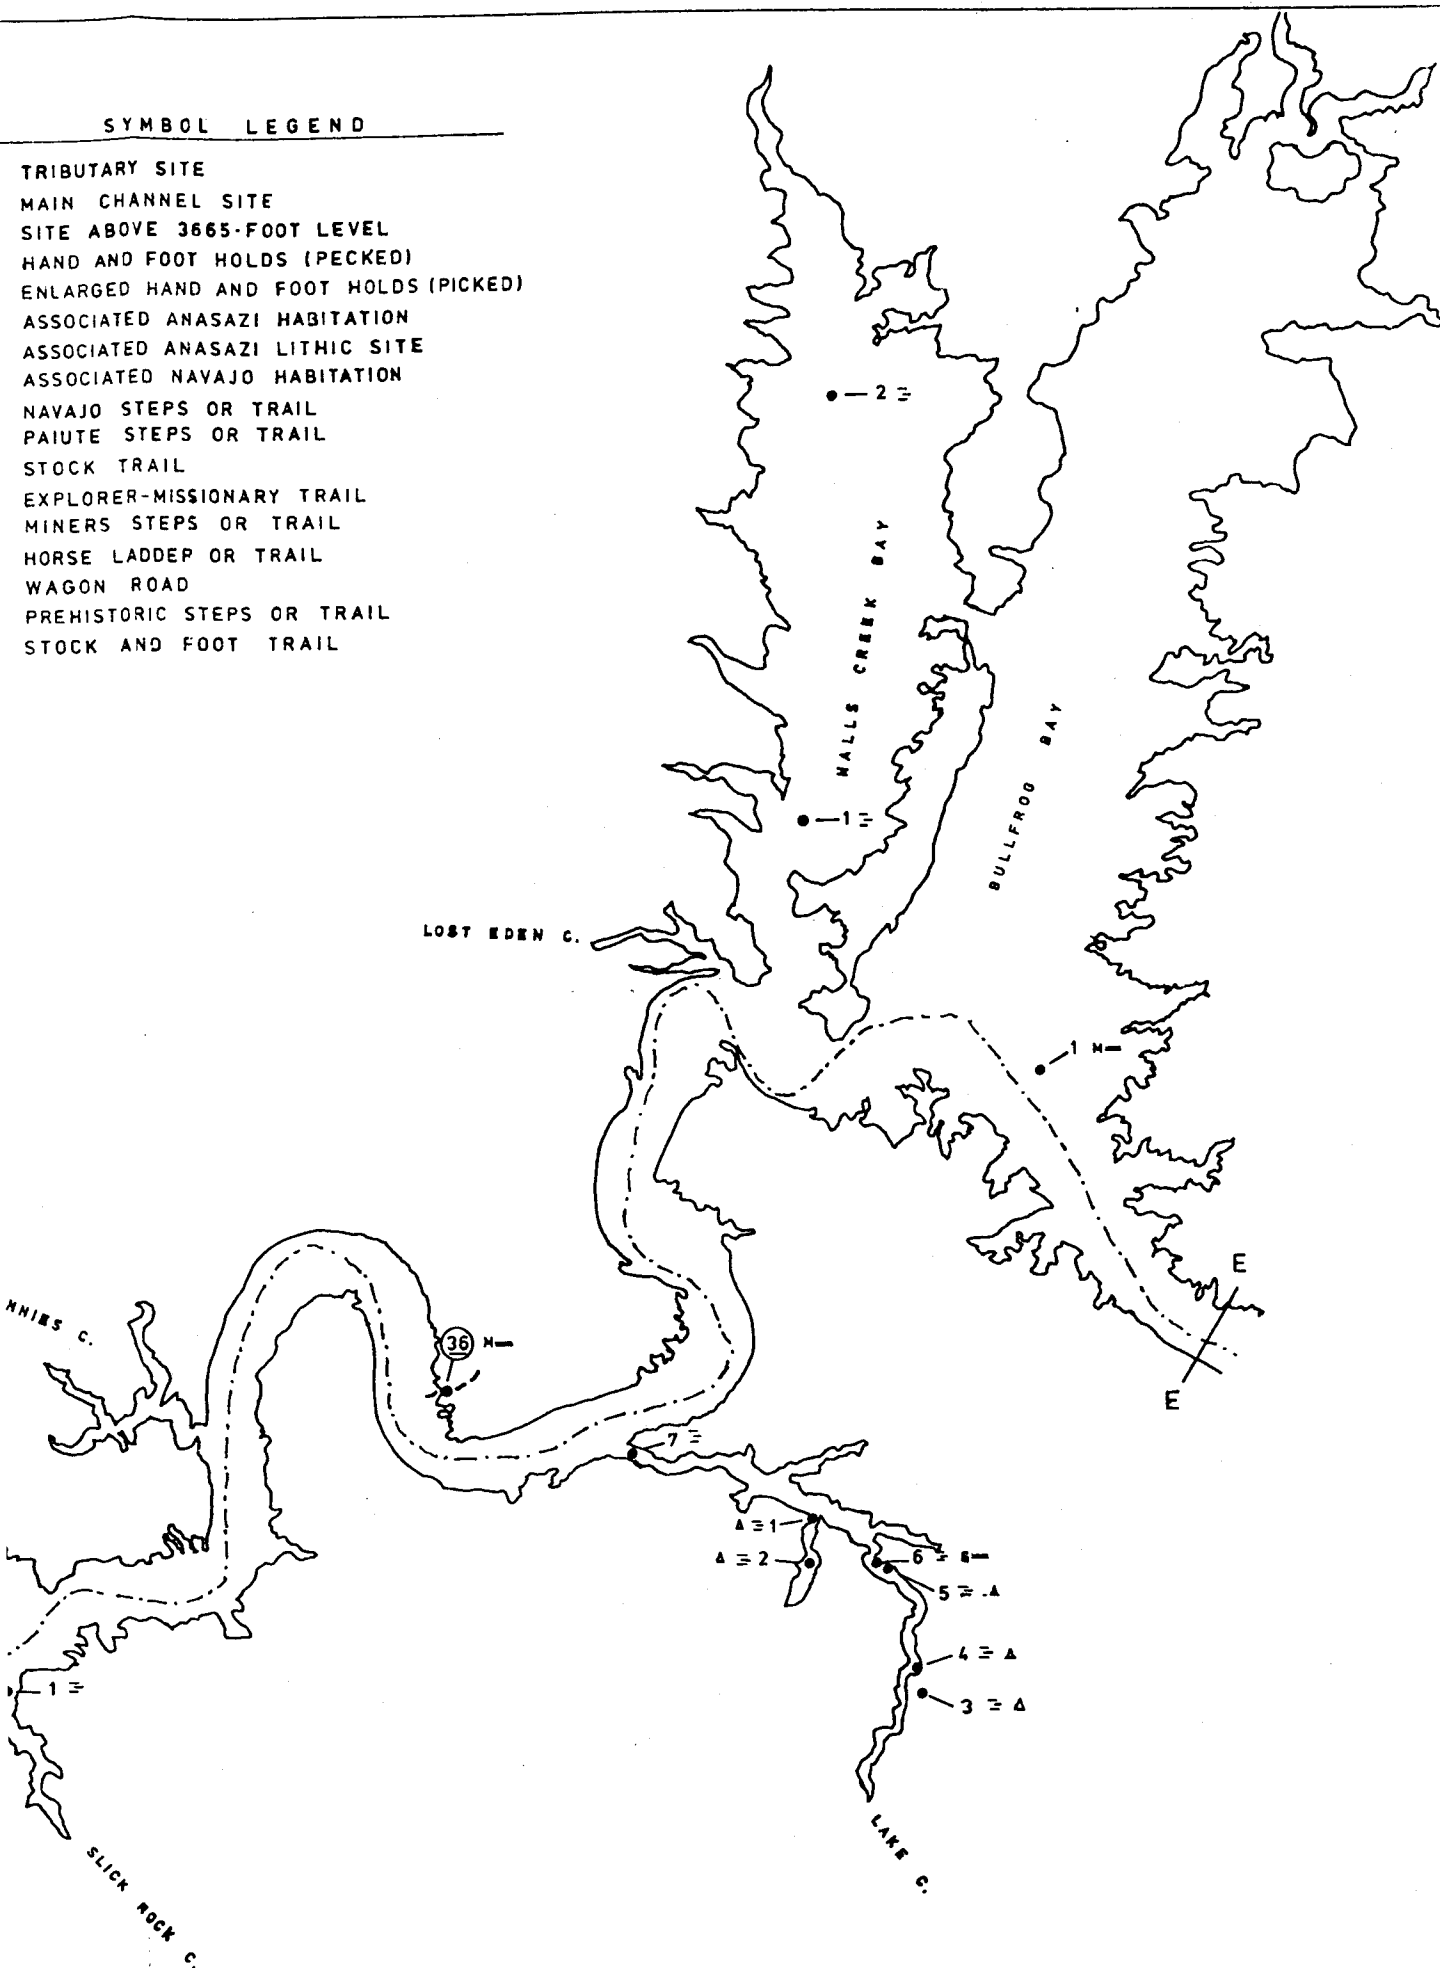 SYMBOL LEGEND
TRIBUTARY SITE
MAIN CHANNEL SITE
SITE ABOVE 3665-FOOT LEVEL
HAND AND FOOT HOLDS (PECKED)
ENLARGED HAND AND FOOT HOLDS (PICKED)
ASSOCIATED ANASAZI HABITATION
ASSOCIATED ANASAZI LITHIC SITE
ASSOCIATED NAVAJO HABITATION
NAVAJO STEPS OR TRAIL
PAIUTE STEPS OR TRAIL
STOCK TRAIL
EXPLORER-MISSIONARY TRAIL
MINERS STEPS OR TRAIL
HORSE LADDEP OR TRAIL
WAGON ROAD
PREHISTORIC STEPS OR TRAIL
STOCK AND FOOT TRAIL
2
HALLS CREEK BAY
BULLFROG BAY
1
LOST EDEN C.
1 M
E
E
NNIES C.
36 M
7
1
2
6
5
4
3
1
LAKE C.
SLICK ROCK C.